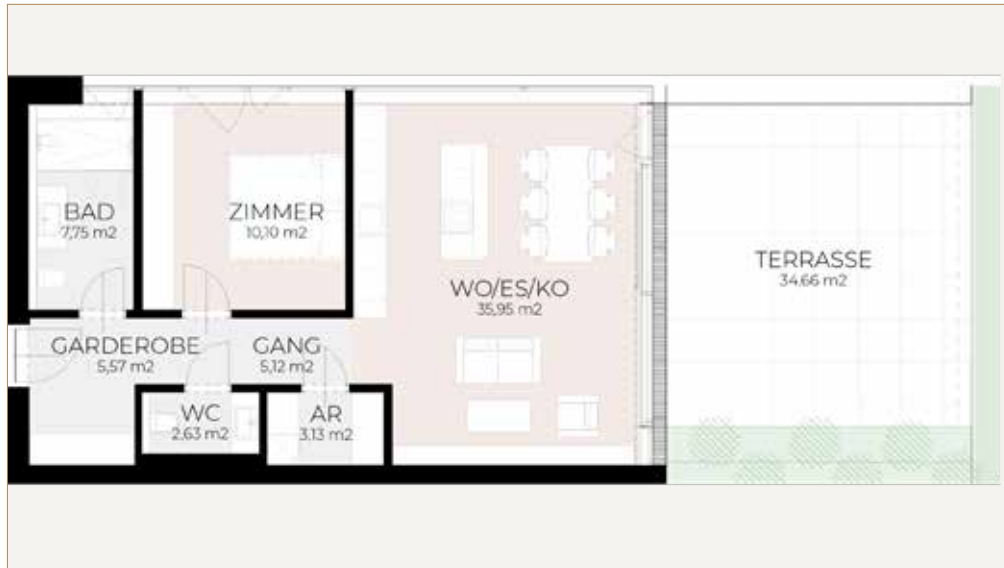 BAD
7,75 m2
ZIMMER
10,10 m2
WO/ES/KO
35,95 m2
TERRASSE
34.66 m2
GARDEROBE
5,57 m2
GANG
5,12 m2
WC
2,63 m2
AR
3.13 m2